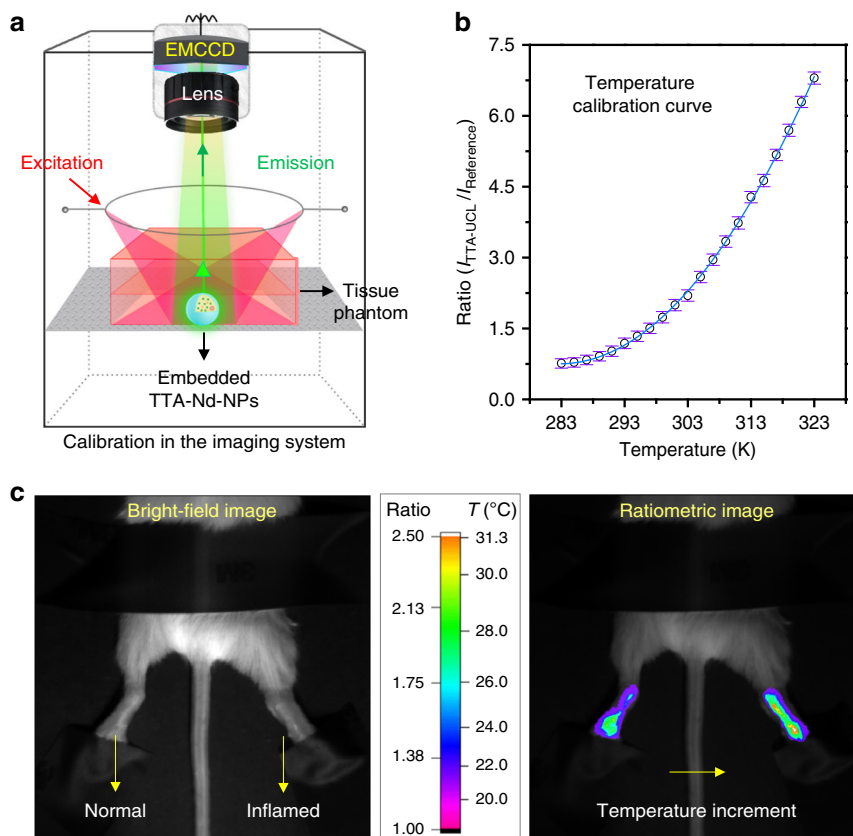 a
EMCCD
Lens
Excitation
Emission
Tissue
phantom
Embedded
TTA-Nd-NPs
Calibration in the imaging system
b
7.5
6.0
4.5
3.0
1.5
0.0
Ratio (I_TTA-UCL /I_Reference)
Temperature
calibration curve
283 293 303 313 323
Temperature (K)
c
Bright-field image
Normal
Inflamed
Ratio T (°C)
2.50 31.3
30.0
2.13
28.0
1.75 26.0
24.0
1.38 22.0
20.0
1.00
Ratiometric image
3M
Temperature increment